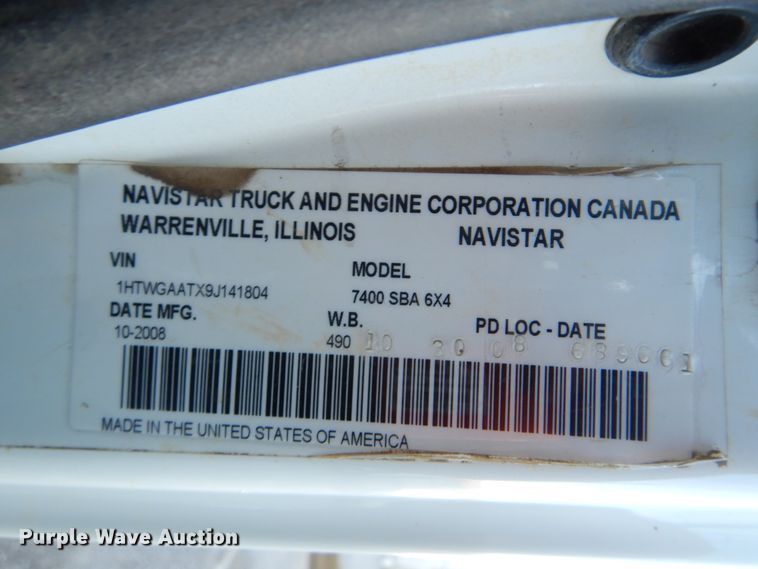 NAVISTAR TRUCK AND ENGINE CORPORATION CANADA
WARRENVILLE, ILLINOIS NAVISTAR
VIN MODEL
1HTWGAATX9J141804 7400 SBA 6X4
DATE MFG. W.B. PD LOC - DATE
10-2008 490 10 30 08 689661
MADE IN THE UNITED STATES OF AMERICA
Purple Wave Auction